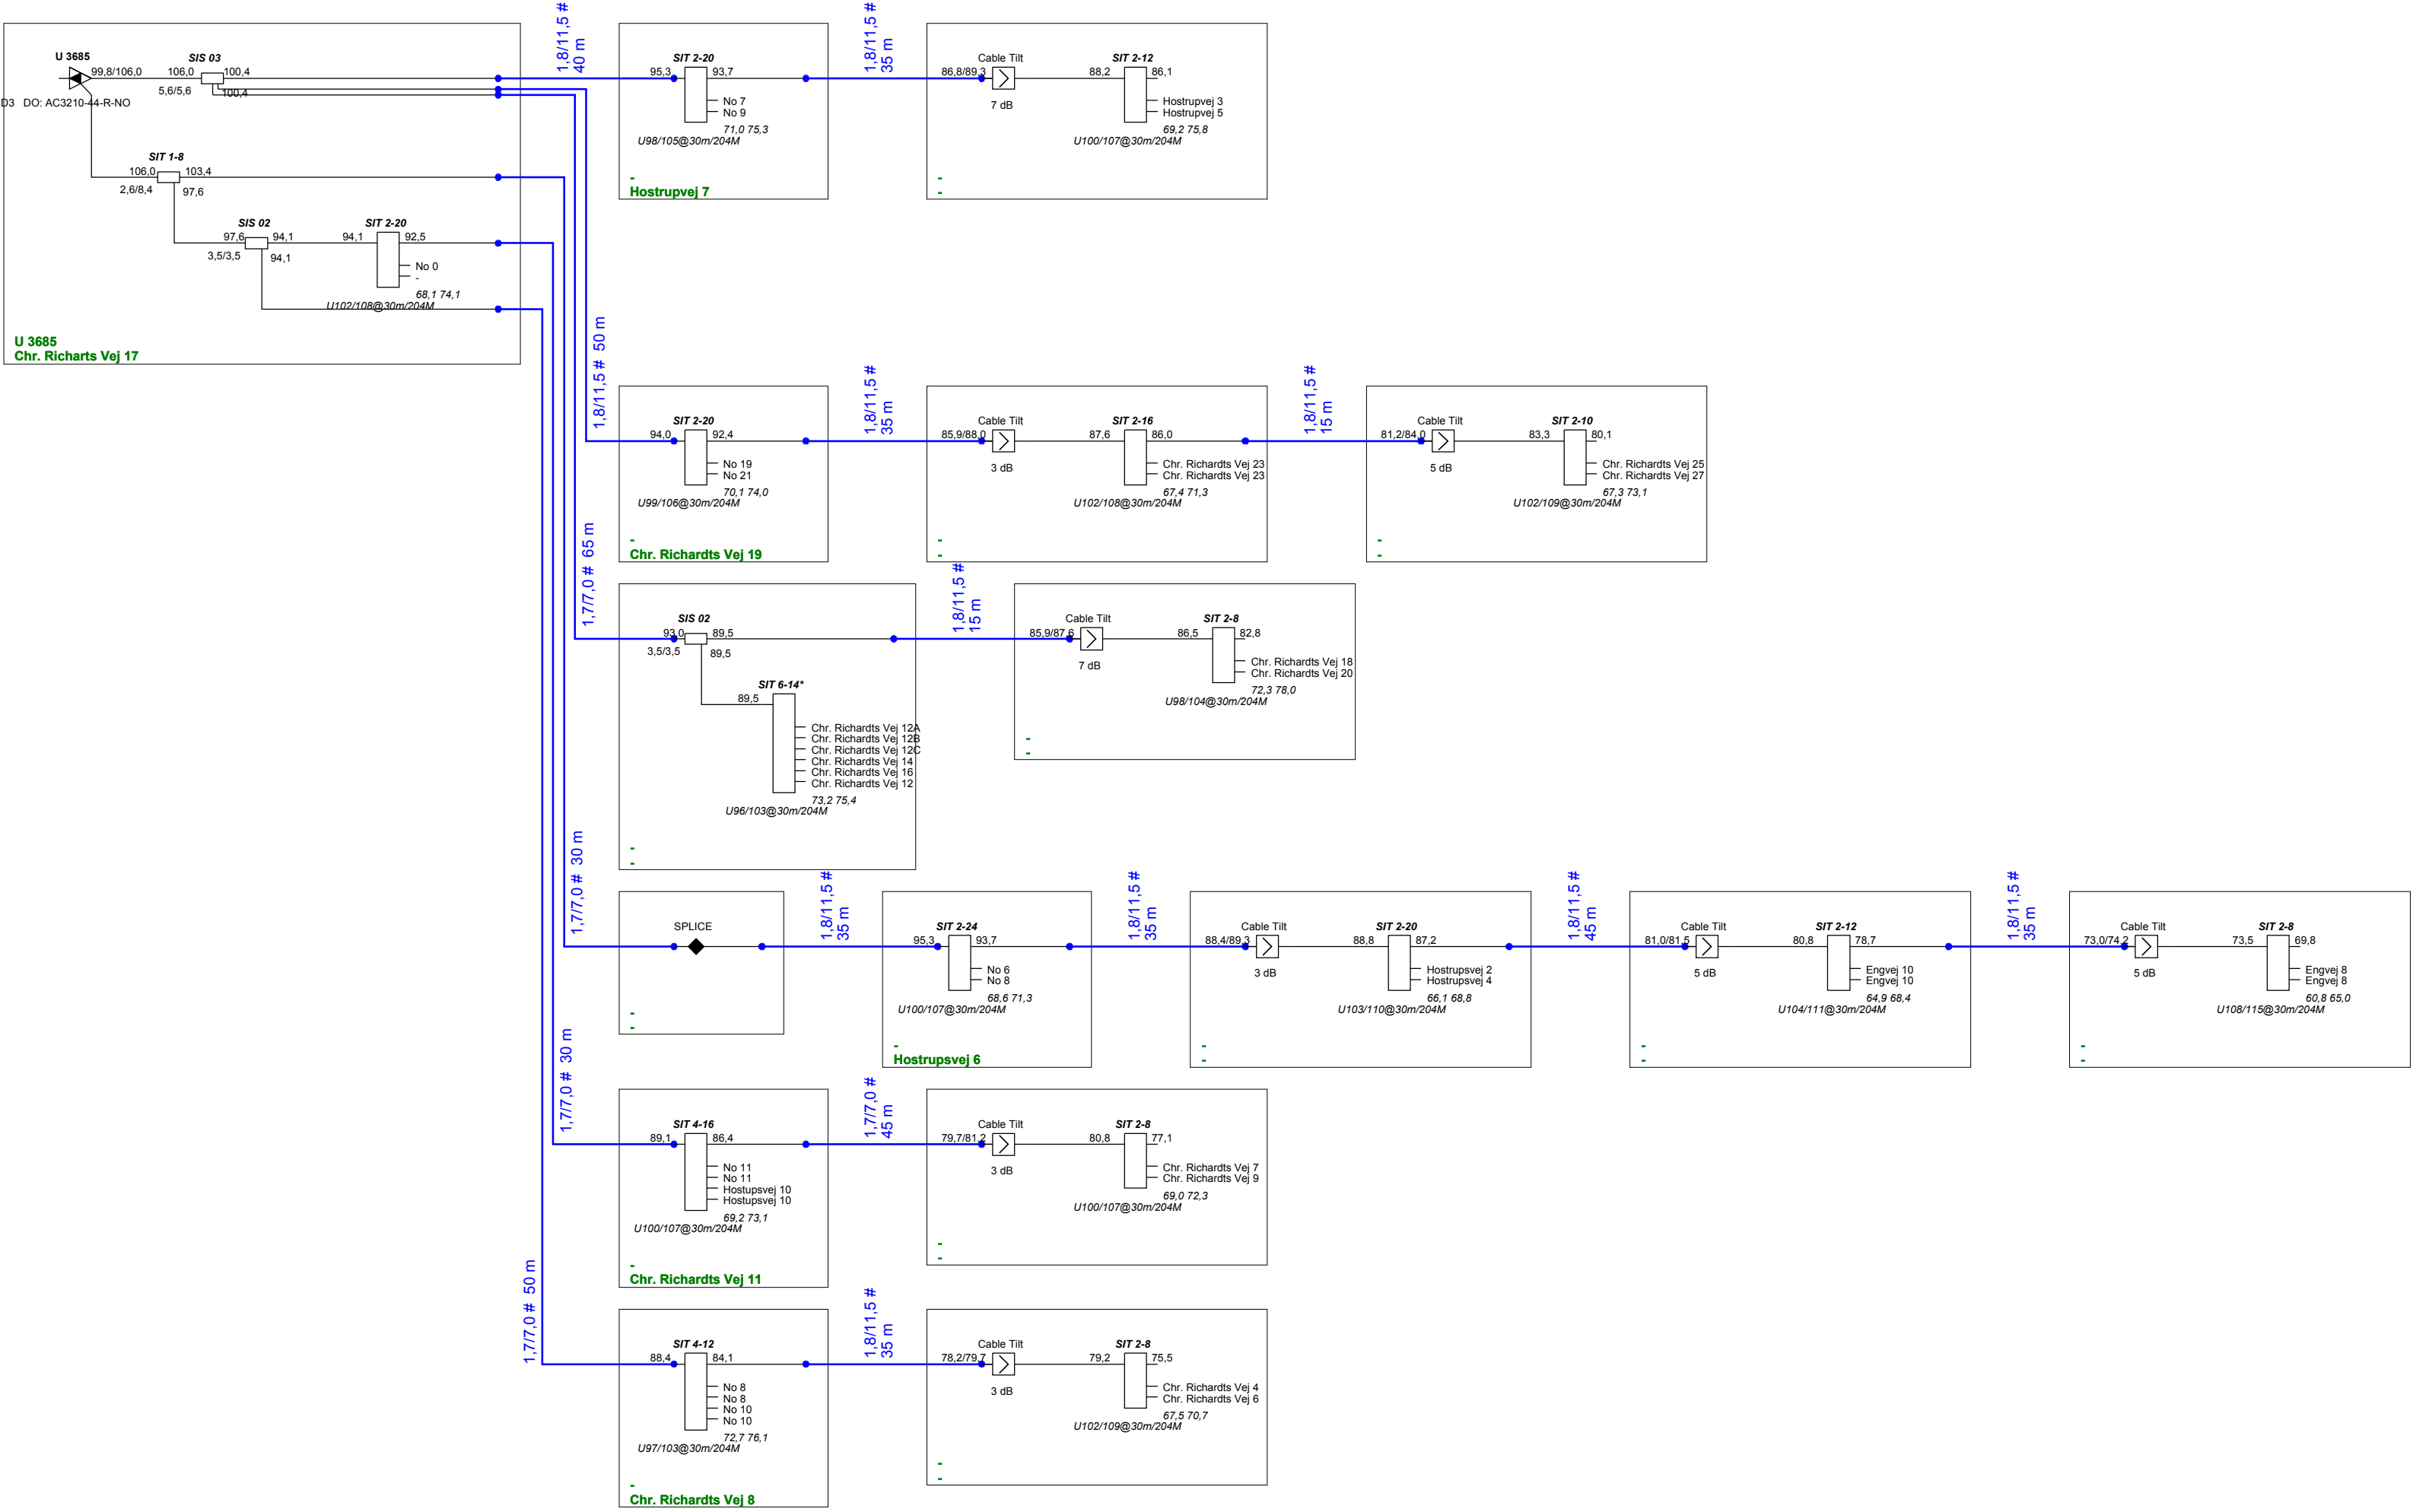 U 3685
99,8/106,0
D3 DO: AC3210-44-R-NO
SIS 03
106,0 100,4
5,6/5,6
100,4
SIT 1-8
106,0 103,4
2,6/8,4
97,6
SIS 02
97,6 94,1
3,5/3,5
94,1
SIT 2-20
94,1 92,5
No 0
-
68,1 74,1
U102/108@30m/204M
U 3685
Chr. Richarts Vej 17
1,8/11,5 #
40 m
SIT 2-20
95,3 93,7
No 7
No 9
71,0 75,3
U98/105@30m/204M
-
Hostrupvej 7
1,8/11,5 #
35 m
Cable Tilt
86,8/89,3
7 dB
SIT 2-12
88,2 86,1
Hostrupvej 3
Hostrupvej 5
69,2 75,8
U100/107@30m/204M
-
-
1,8/11,5 # 50 m
SIT 2-20
94,0 92,4
No 19
No 21
70,1 74,0
U99/106@30m/204M
-
Chr. Richardts Vej 19
1,8/11,5 #
35 m
Cable Tilt
85,9/88,0
3 dB
SIT 2-16
87,6 86,0
Chr. Richardts Vej 23
Chr. Richardts Vej 23
67,4 71,3
U102/108@30m/204M
-
-
1,8/11,5 #
15 m
Cable Tilt
81,2/84,0
5 dB
SIT 2-10
83,3 80,1
Chr. Richardts Vej 25
Chr. Richardts Vej 27
67,3 73,1
U102/109@30m/204M
-
-
1,7/7,0 # 65 m
SIS 02
93,0 89,5
3,5/3,5
89,5
SIT 6-14*
89,5
Chr. Richardts Vej 12A
Chr. Richardts Vej 12B
Chr. Richardts Vej 12C
Chr. Richardts Vej 14
Chr. Richardts Vej 16
Chr. Richardts Vej 12
73,2 75,4
U96/103@30m/204M
-
-
1,8/11,5 #
15 m
Cable Tilt
85,9/87,6
7 dB
SIT 2-8
86,5 82,8
Chr. Richardts Vej 18
Chr. Richardts Vej 20
72,3 78,0
U98/104@30m/204M
-
-
1,7/7,0 # 30 m
SPLICE
-
-
1,8/11,5 #
35 m
SIT 2-24
95,3 93,7
No 6
No 8
68,6 71,3
U100/107@30m/204M
-
Hostrupsvej 6
1,8/11,5 #
35 m
Cable Tilt
88,4/89,3
3 dB
SIT 2-20
88,8 87,2
Hostrupsvej 2
Hostrupsvej 4
66,1 68,8
U103/110@30m/204M
-
-
1,8/11,5 #
45 m
Cable Tilt
81,0/81,5
5 dB
SIT 2-12
80,8 78,7
Engvej 10
Engvej 10
64,9 68,4
U104/111@30m/204M
-
-
1,8/11,5 #
35 m
Cable Tilt
73,0/74,2
5 dB
SIT 2-8
73,5 69,8
Engvej 8
Engvej 8
60,8 65,0
U108/115@30m/204M
-
-
1,7/7,0 # 30 m
SIT 4-16
89,1 86,4
No 11
No 11
Hostupsvej 10
Hostupsvej 10
69,2 73,1
U100/107@30m/204M
-
Chr. Richardts Vej 11
1,7/7,0 #
45 m
Cable Tilt
79,7/81,2
3 dB
SIT 2-8
80,8 77,1
Chr. Richardts Vej 7
Chr. Richardts Vej 9
69,0 72,3
U100/107@30m/204M
-
-
1,7/7,0 # 50 m
SIT 4-12
88,4 84,1
No 8
No 8
No 10
No 10
72,7 76,1
U97/103@30m/204M
-
Chr. Richardts Vej 8
1,8/11,5 #
35 m
Cable Tilt
78,2/79,7
3 dB
SIT 2-8
79,2 75,5
Chr. Richardts Vej 4
Chr. Richardts Vej 6
67,5 70,7
U102/109@30m/204M
-
-